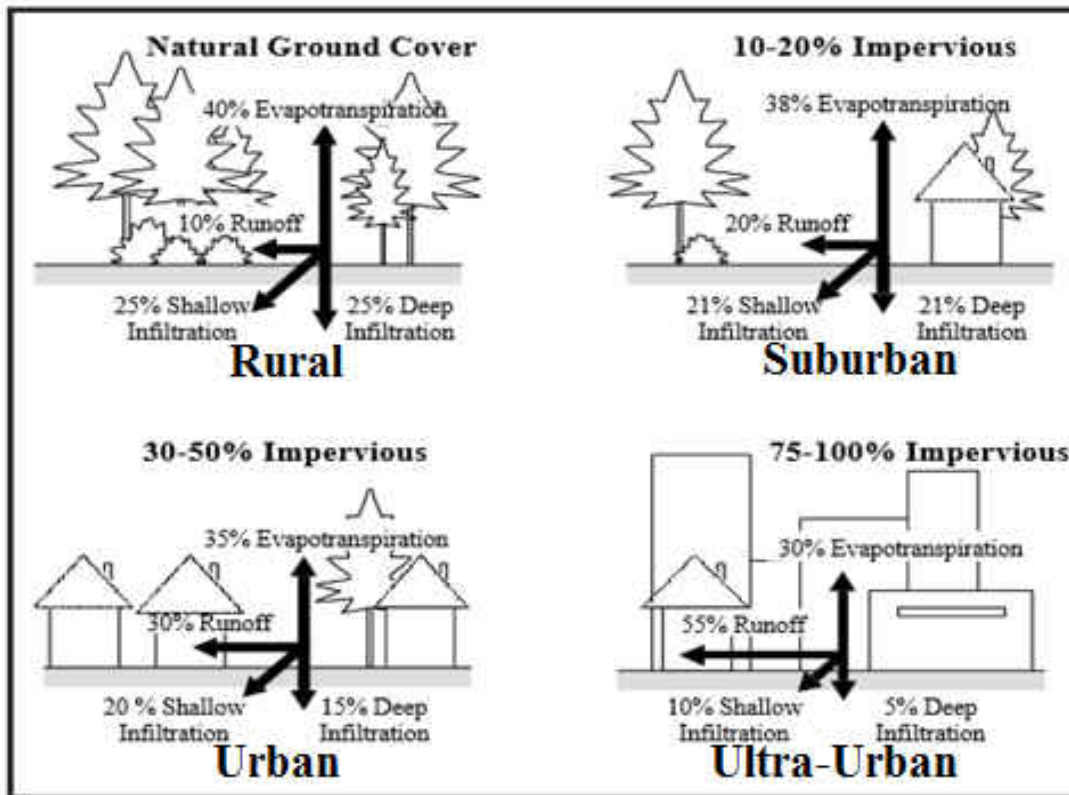 Natural Ground Cover
40% Evapotranspiration
10% Runoff
25% Shallow
Infiltration
25% Deep
Infiltration
Rural
10-20% Impervious
38% Evapotranspiration
20% Runoff
21% Shallow
Infiltration
21% Deep
Infiltration
Suburban
30-50% Impervious
35% Evapotranspiration
30% Runoff
20 % Shallow
Infiltration
15% Deep
Infiltration
Urban
75-100% Impervious
30% Evapotranspiration
55% Runoff
10% Shallow
Infiltration
5% Deep
Infiltration
Ultra-Urban